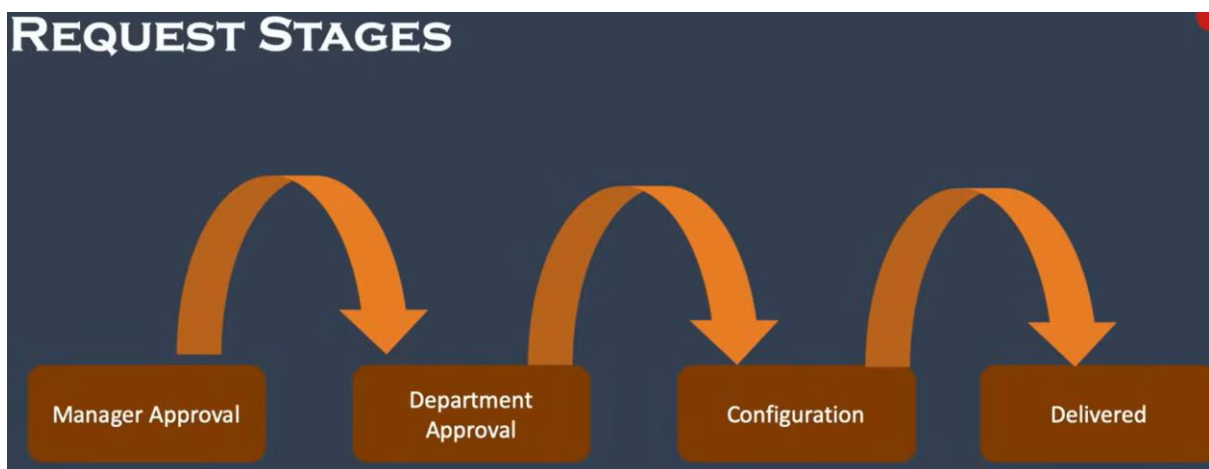 REQUEST STAGES
Manager Approval
Department
Approval
Configuration
Delivered